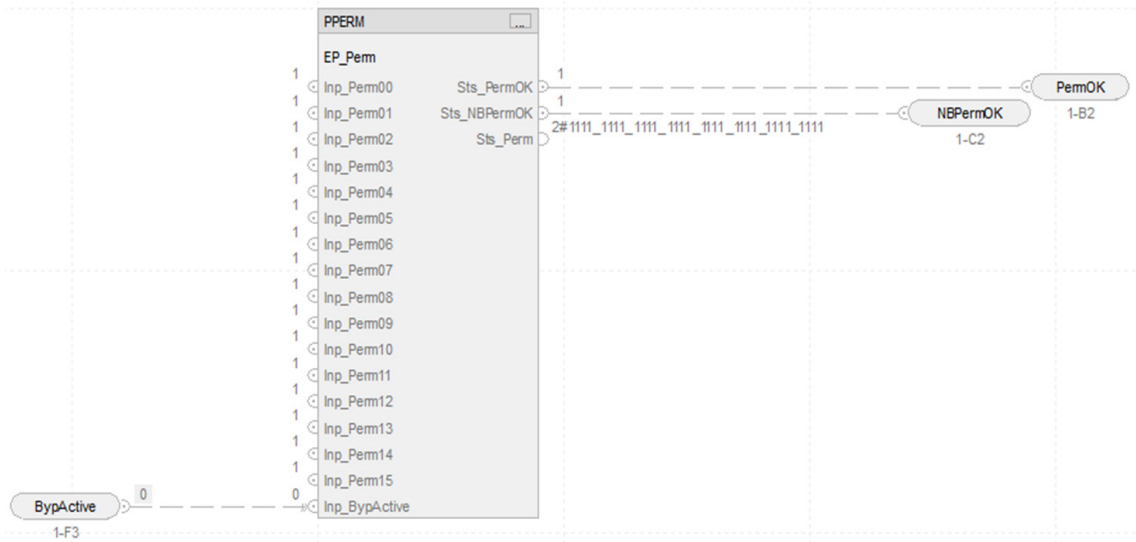 PPERM ...
EP_Perm
1 Inp_Perm00 Sts_PermOK 1 PermOK
1-B2
1 Inp_Perm01 Sts_NBPermOK 1 NBPermOK
1-C2
1 Inp_Perm02 Sts_Perm 2#1111_1111_1111_1111_1111_1111_1111_1111
1 Inp_Perm03
1 Inp_Perm04
1 Inp_Perm05
1 Inp_Perm06
1 Inp_Perm07
1 Inp_Perm08
1 Inp_Perm09
1 Inp_Perm10
1 Inp_Perm11
1 Inp_Perm12
1 Inp_Perm13
1 Inp_Perm14
1 Inp_Perm15
BypActive 0 0 Inp_BypActive
1-F3